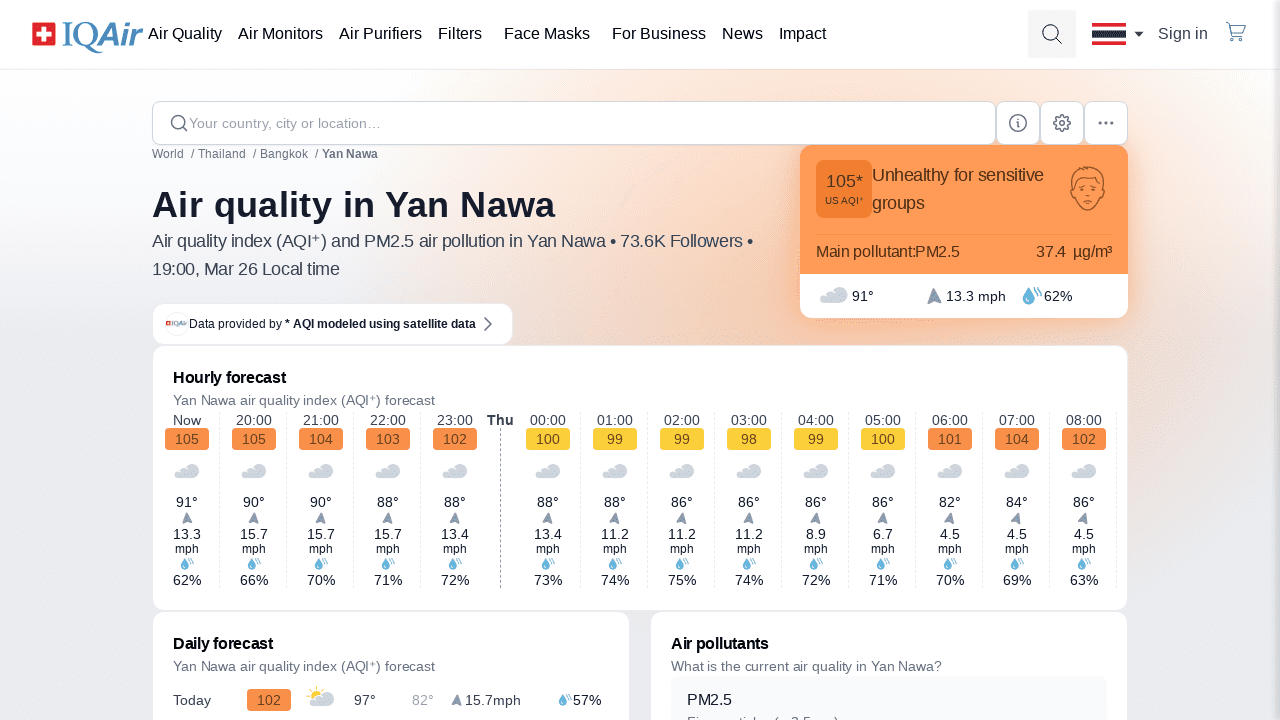 IQAir Air Quality Air Monitors Air Purifiers Filters Face Masks For Business News Impact Sign in
Your country, city or location…
World / Thailand / Bangkok / Yan Nawa
Air quality in Yan Nawa
Air quality index (AQI⁺) and PM2.5 air pollution in Yan Nawa • 73.6K Followers •
19:00, Mar 26 Local time
105*
US AQI⁺
Unhealthy for sensitive
groups
Main pollutant:PM2.5 37.4 µg/m³
91° 13.3 mph 62%
IQAir Data provided by * AQI modeled using satellite data
Hourly forecast
Yan Nawa air quality index (AQI⁺) forecast
Now 20:00 21:00 22:00 23:00 Thu 00:00 01:00 02:00 03:00 04:00 05:00 06:00 07:00 08:00
105 105 104 103 102 100 99 99 98 99 100 101 104 102
91° 90° 90° 88° 88° 88° 88° 86° 86° 86° 86° 82° 84° 86°
13.3 15.7 15.7 15.7 13.4 13.4 11.2 11.2 11.2 8.9 6.7 4.5 4.5 4.5
mph mph mph mph mph mph mph mph mph mph mph mph mph mph
62% 66% 70% 71% 72% 73% 74% 75% 74% 72% 71% 70% 69% 63%
Daily forecast
Yan Nawa air quality index (AQI⁺) forecast
Today 102 97° 82° 15.7mph 57%
Air pollutants
What is the current air quality in Yan Nawa?
PM2.5